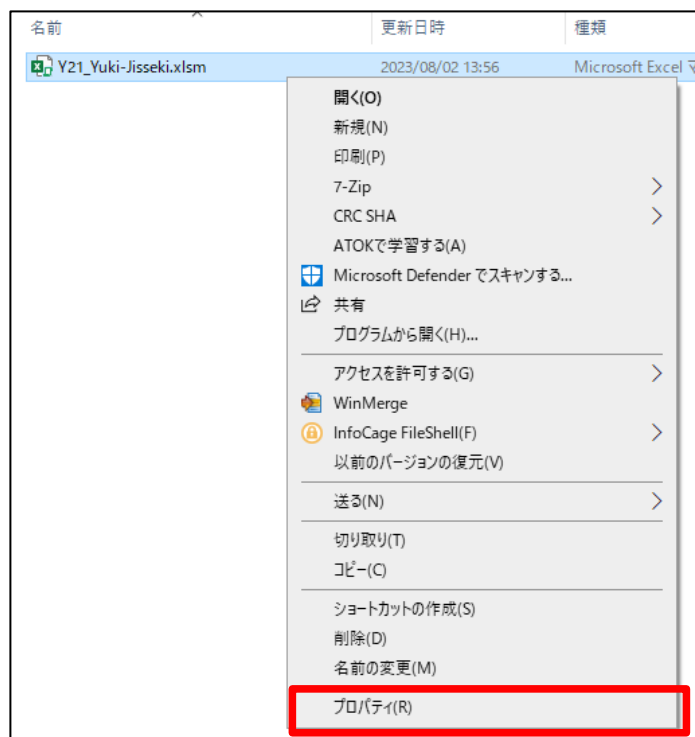 名前 更新日時 種類
Y21_Yuki-Jisseki.xlsm 2023/08/02 13:56 Microsoft Excel マ
開く(O)
新規(N)
印刷(P)
7-Zip
CRC SHA
ATOKで学習する(A)
Microsoft Defender でスキャンする...
共有
プログラムから開く(H)...
アクセスを許可する(G)
WinMerge
InfoCage FileShell(F)
以前のバージョンの復元(V)
送る(N)
切り取り(T)
コピー(C)
ショートカットの作成(S)
削除(D)
名前の変更(M)
プロパティ(R)